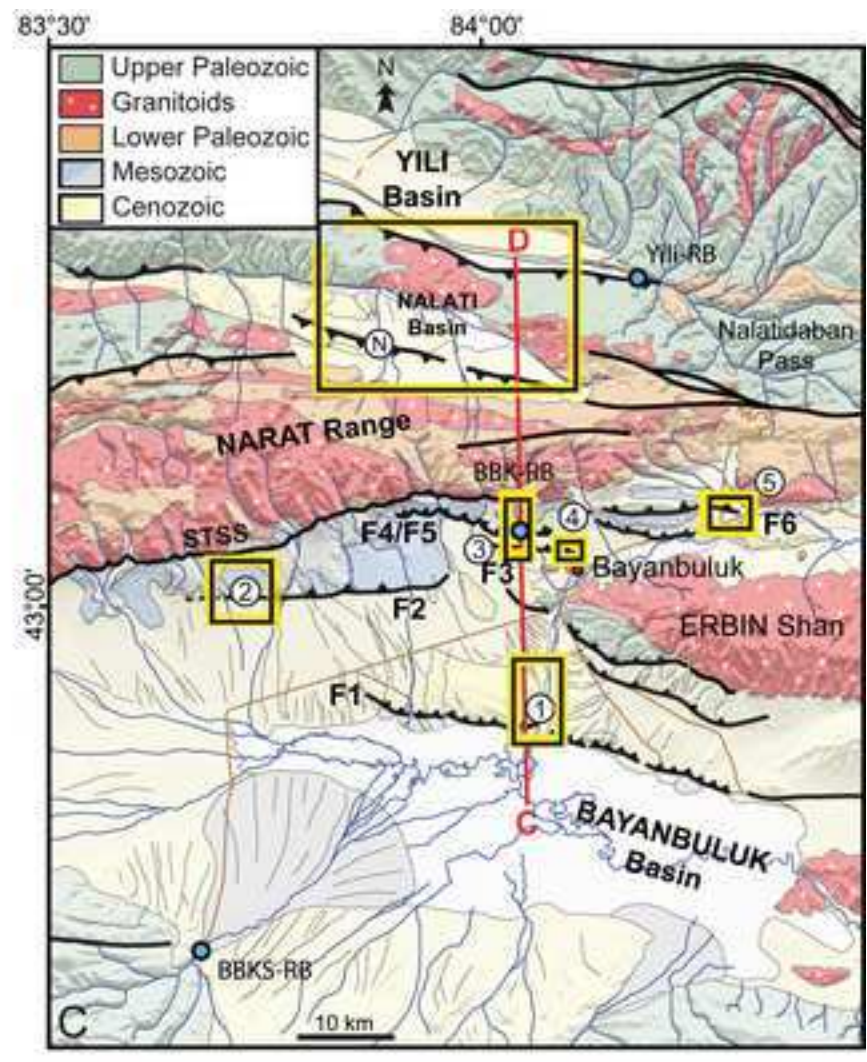 83°30'
84°00'
Upper Paleozoic
Granitoids
Lower Paleozoic
Mesozoic
Cenozoic
N
YILI
Basin
D
Yili-RB
NALATI
Basin
N
Nalatidaban
Pass
NARAT Range
BBK-RB
5
4
F6
STSS
F4/F5
3
F3
Bayanbuluk
2
F2
43°00'
ERBIN Shan
F1
1
C
BAYANBULUK
Basin
BBKS-RB
C
10 km